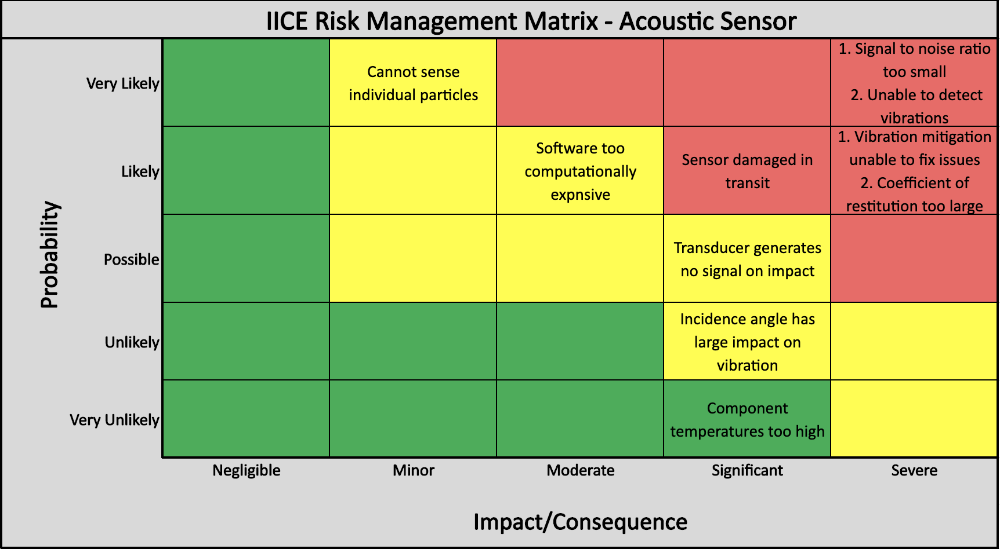 IICE Risk Management Matrix - Acoustic Sensor
Probability
Very Likely
Cannot sense
individual particles
1. Signal to noise ratio
too small
2. Unable to detect
vibrations
Likely
Software too
computationally
expnsive
Sensor damaged in
transit
1. Vibration mitigation
unable to fix issues
2. Coefficient of
restitution too large
Possible
Transducer generates
no signal on impact
Unlikely
Incidence angle has
large impact on
vibration
Very Unlikely
Component
temperatures too high
Negligible
Minor
Moderate
Significant
Severe
Impact/Consequence